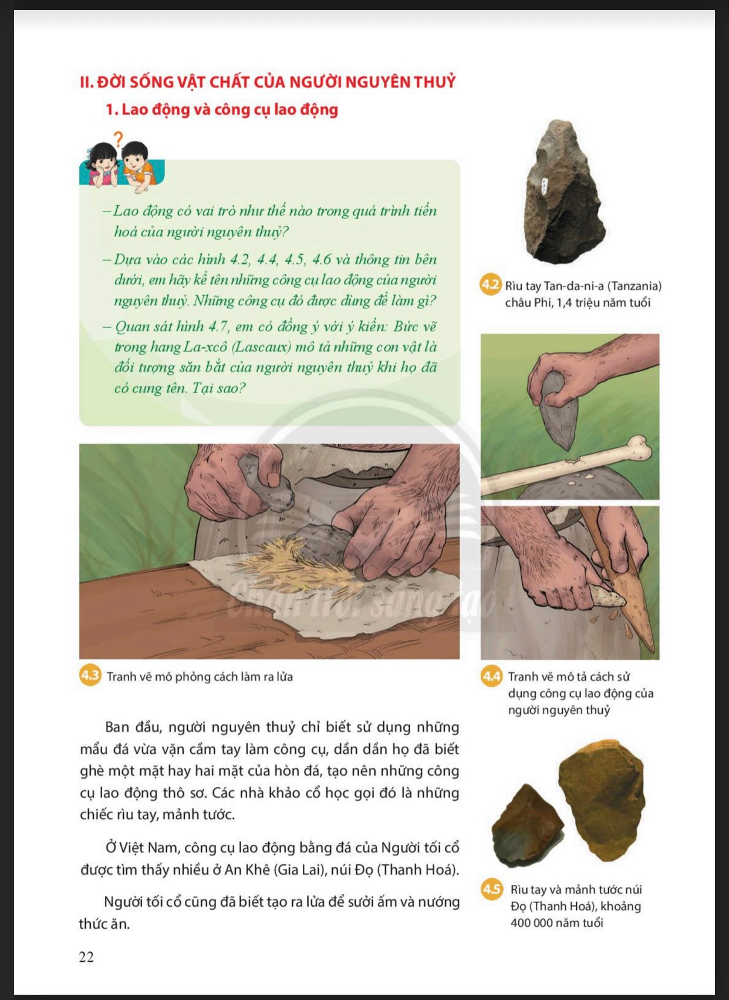 II. ĐỜI SỐNG VẬT CHẤT CỦA NGƯỜI NGUYÊN THUỶ
1. Lao động và công cụ lao động
?
– Lao động có vai trò như thế nào trong quá trình tiến
hoá của người nguyên thuỷ?
– Dựa vào các hình 4.2, 4.4, 4.5, 4.6 và thông tin bên
dưới, em hãy kể tên những công cụ lao động của người
nguyên thuỷ. Những công cụ đó được dùng để làm gì?
– Quan sát hình 4.7, em có đồng ý với ý kiến: Bức vẽ
trong hang La-xcô (Lascaux) mô tả những con vật là
đối tượng săn bắt của người nguyên thuỷ khi họ đã
có cung tên. Tại sao?
4.2 Rìu tay Tan-da-ni-a (Tanzania)
châu Phi, 1,4 triệu năm tuổi
Chân trời sáng tạo
4.3 Tranh vẽ mô phỏng cách làm ra lửa
4.4 Tranh vẽ mô tả cách sử
dụng công cụ lao động của
người nguyên thuỷ
Ban đầu, người nguyên thuỷ chỉ biết sử dụng những
mẩu đá vừa vặn cầm tay làm công cụ, dần dần họ đã biết
ghè một mặt hay hai mặt của hòn đá, tạo nên những công
cụ lao động thô sơ. Các nhà khảo cổ học gọi đó là những
chiếc rìu tay, mảnh tước.
Ở Việt Nam, công cụ lao động bằng đá của Người tối cổ
được tìm thấy nhiều ở An Khê (Gia Lai), núi Đọ (Thanh Hoá).
Người tối cổ cũng đã biết tạo ra lửa để sưởi ấm và nướng
thức ăn.
4.5 Rìu tay và mảnh tước núi
Đọ (Thanh Hoá), khoảng
400 000 năm tuổi
22